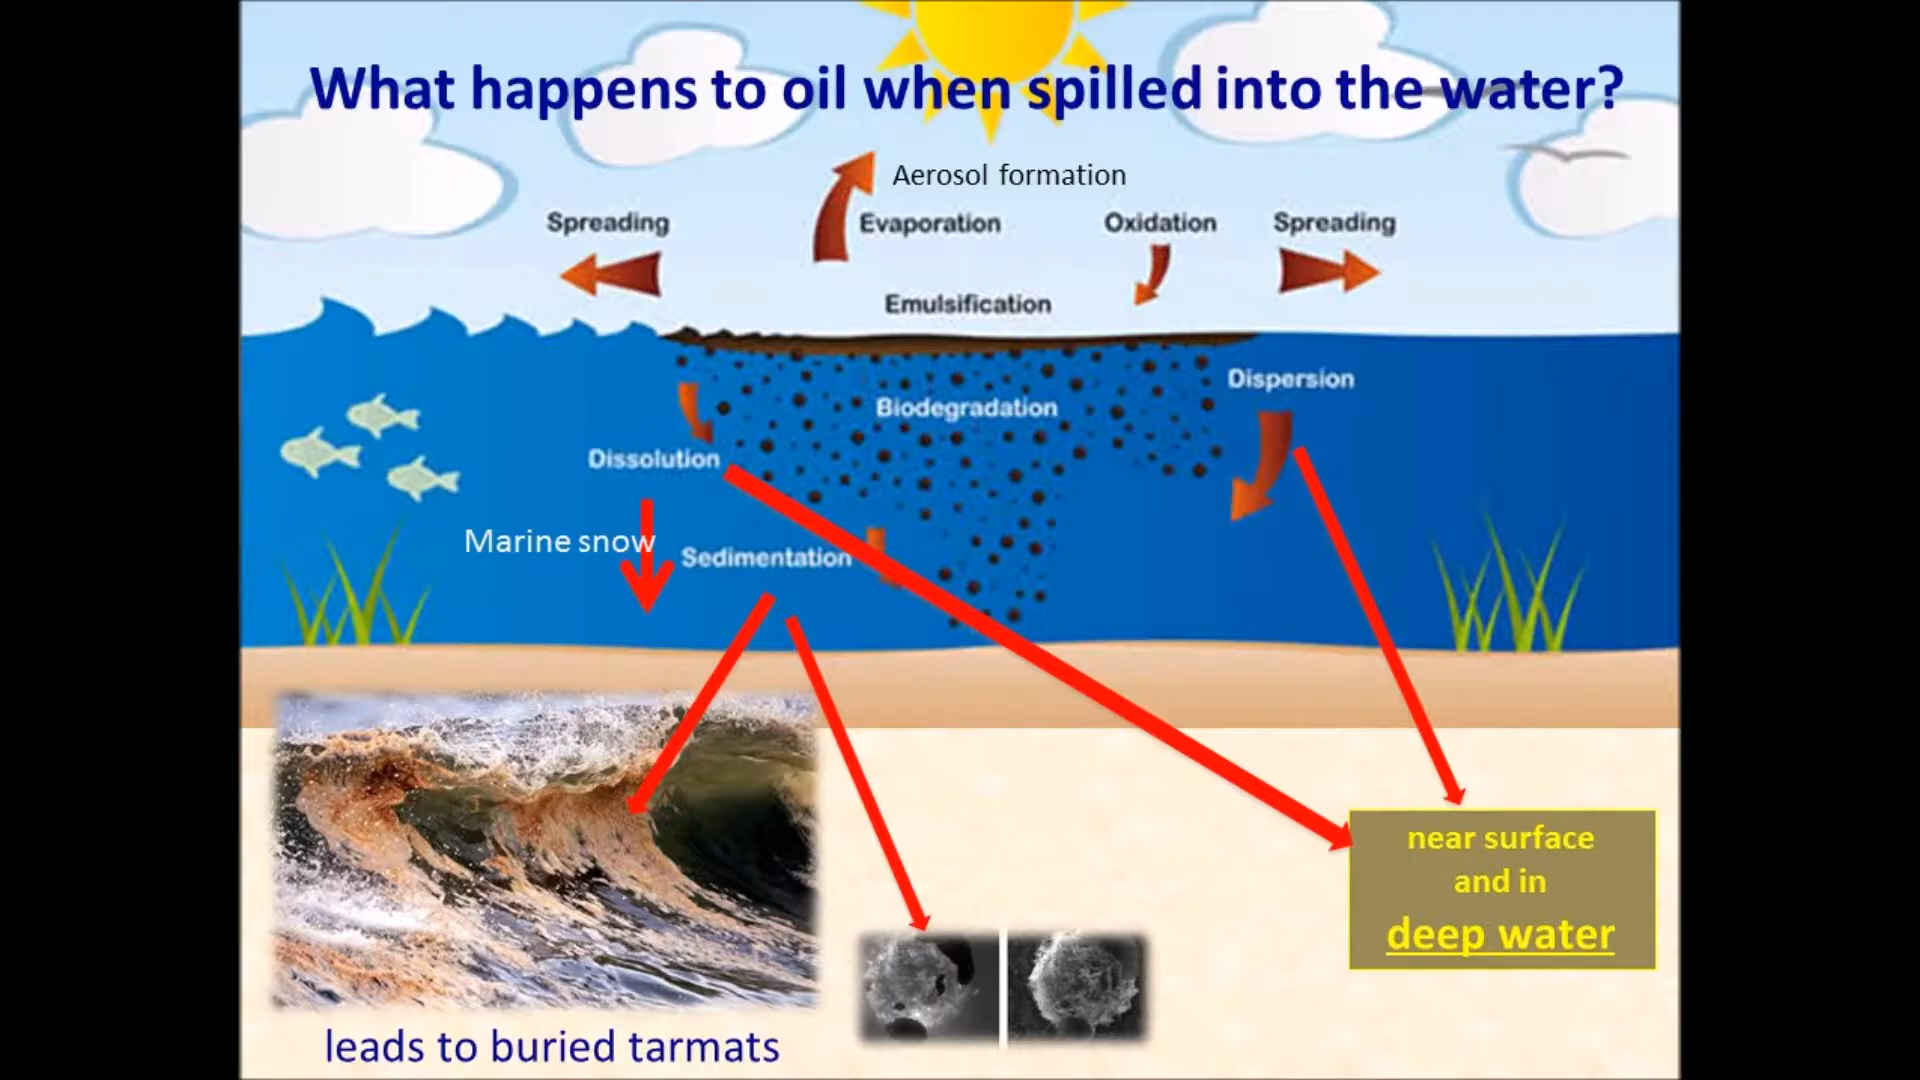 What happens to oil when spilled into the water?
Aerosol formation
Spreading
Evaporation
Oxidation
Spreading
Emulsification
Dispersion
Biodegradation
Dissolution
Marine snow
Sedimentation
near surface
and in
deep water
leads to buried tarmats